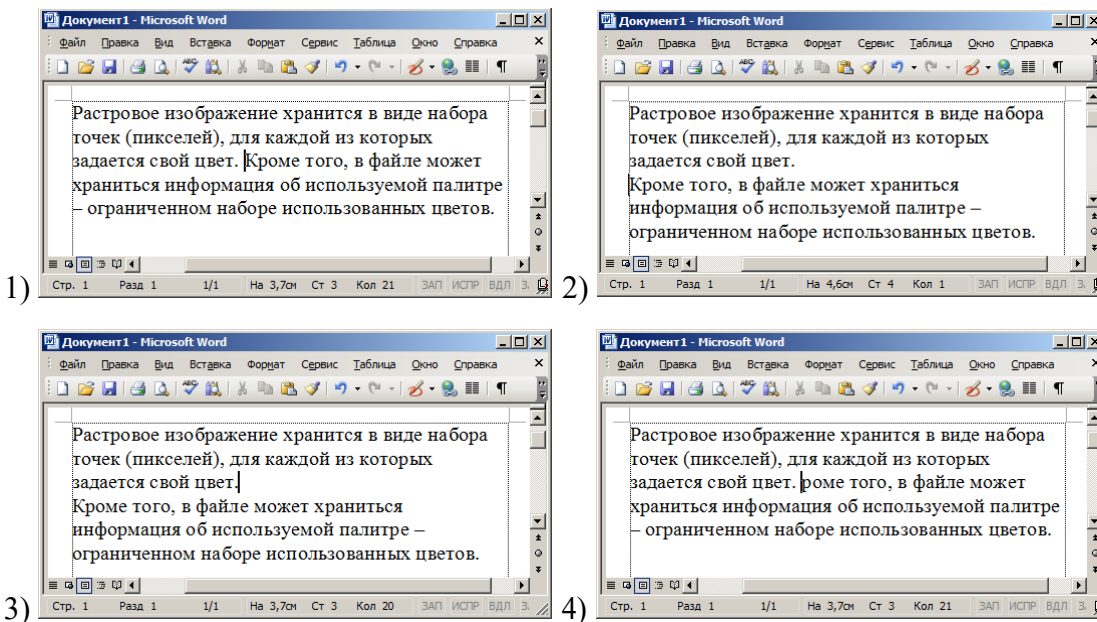 1)
Документ1 - Microsoft Word
Файл Правка Вид Вставка Формат Сервис Таблица Окно Справка
Растровое изображение хранится в виде набора
точек (пикселей), для каждой из которых
задается свой цвет. Кроме того, в файле может
храниться информация об используемой палитре
– ограниченном наборе использованных цветов.
Стр. 1 Разд 1 1/1 На 3,7см Ст 3 Кол 21 ЗАП ИСПР ВДЛ
2)
Документ1 - Microsoft Word
Файл Правка Вид Вставка Формат Сервис Таблица Окно Справка
Растровое изображение хранится в виде набора
точек (пикселей), для каждой из которых
задается свой цвет.
Кроме того, в файле может храниться
информация об используемой палитре –
ограниченном наборе использованных цветов.
Стр. 1 Разд 1 1/1 На 4,6см Ст 4 Кол 1 ЗАП ИСПР ВДЛ
3)
Документ1 - Microsoft Word
Файл Правка Вид Вставка Формат Сервис Таблица Окно Справка
Растровое изображение хранится в виде набора
точек (пикселей), для каждой из которых
задается свой цвет.
Кроме того, в файле может храниться
информация об используемой палитре –
ограниченном наборе использованных цветов.
Стр. 1 Разд 1 1/1 На 3,7см Ст 3 Кол 20 ЗАП ИСПР ВДЛ
4)
Документ1 - Microsoft Word
Файл Правка Вид Вставка Формат Сервис Таблица Окно Справка
Растровое изображение хранится в виде набора
точек (пикселей), для каждой из которых
задается свой цвет. роме того, в файле может
храниться информация об используемой палитре
– ограниченном наборе использованных цветов.
Стр. 1 Разд 1 1/1 На 3,7см Ст 3 Кол 21 ЗАП ИСПР ВДЛ